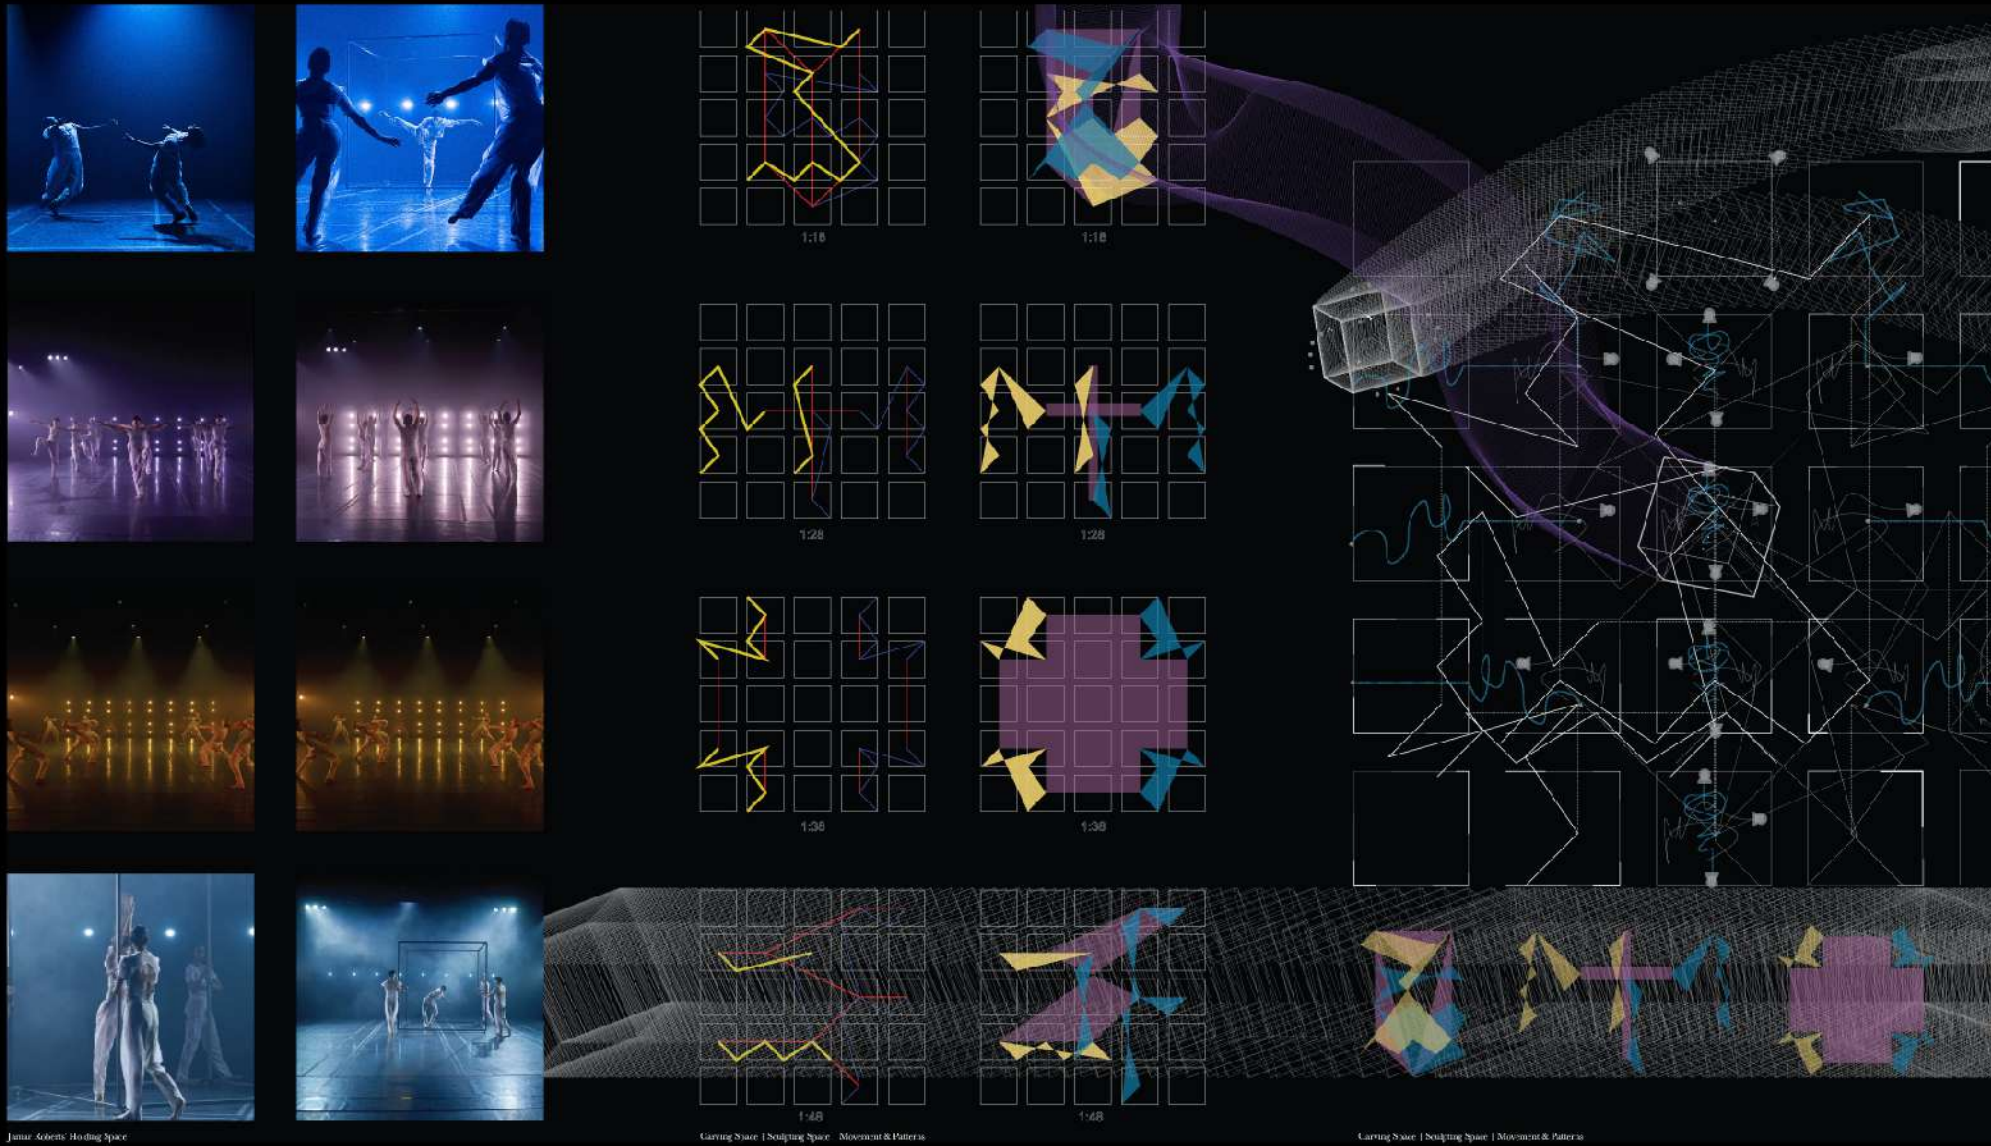 1:18 1:18
1:28 1:28
1:38 1:38
1:48 1:48
Jamar Roberts' Holding Space
Carving Space | Sculpting Space Movement & Patterns
Carving Space | Sculpting Space | Movement & Patterns